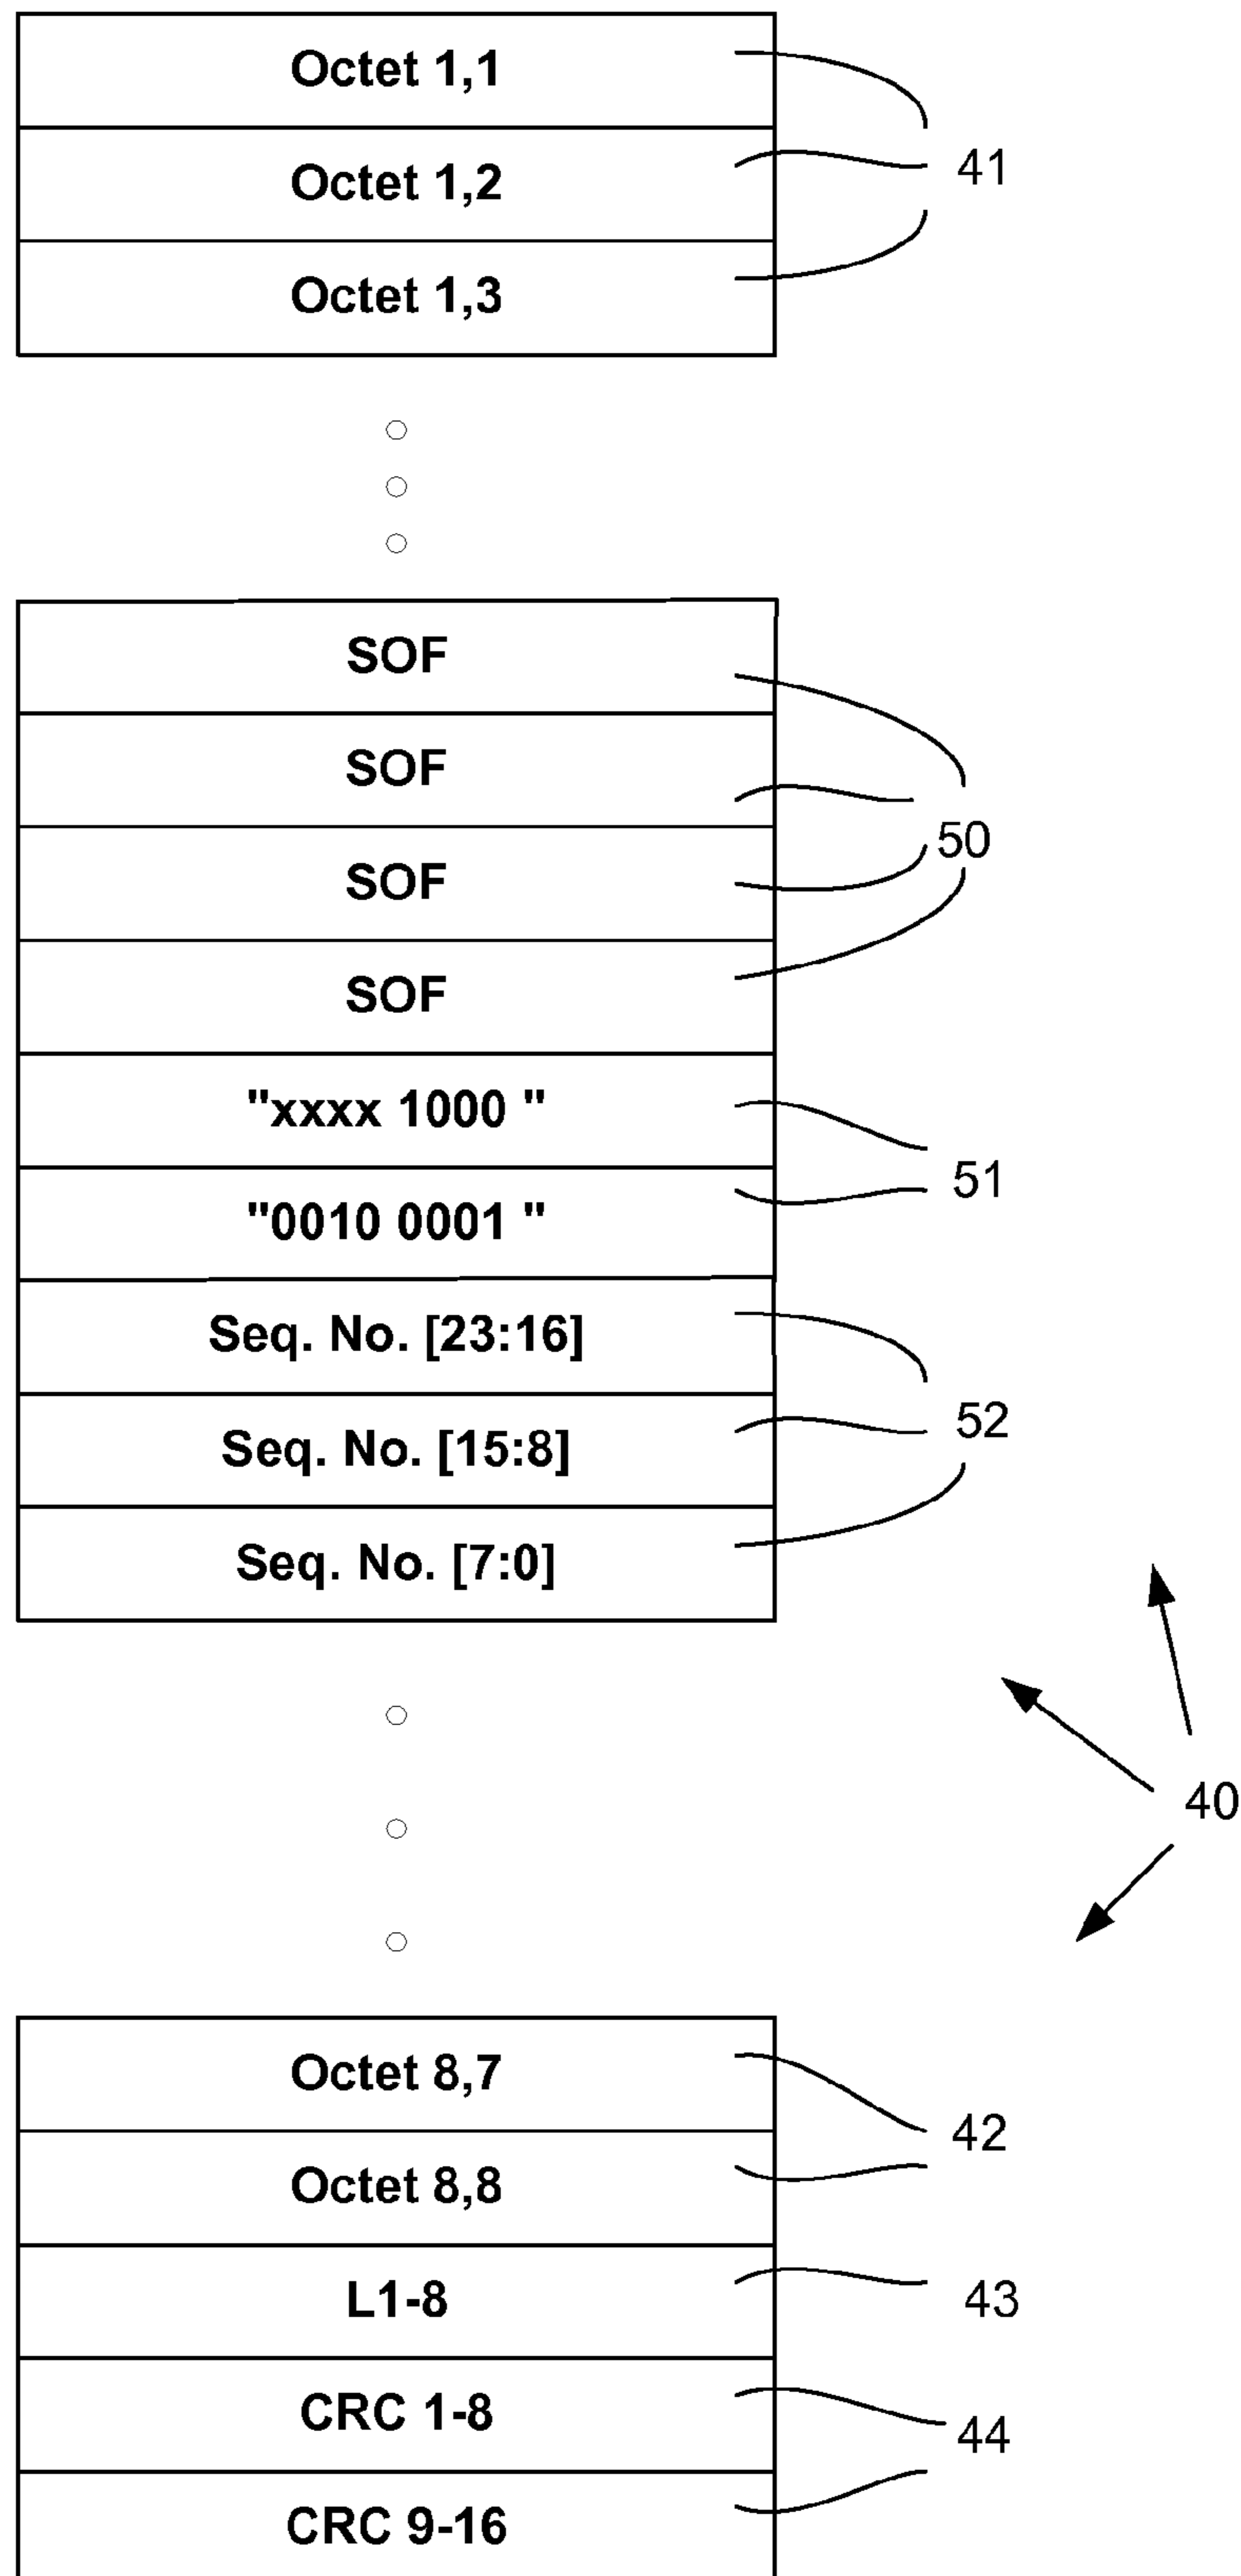 Octet 1,1
Octet 1,2
41
Octet 1,3
SOF
SOF
50
SOF
SOF
"xxxx 1000 "
51
"0010 0001 "
Seq. No. [23:16]
52
Seq. No. [15:8]
Seq. No. [7:0]
40
Octet 8,7
42
Octet 8,8
L1-8
43
CRC 1-8
44
CRC 9-16